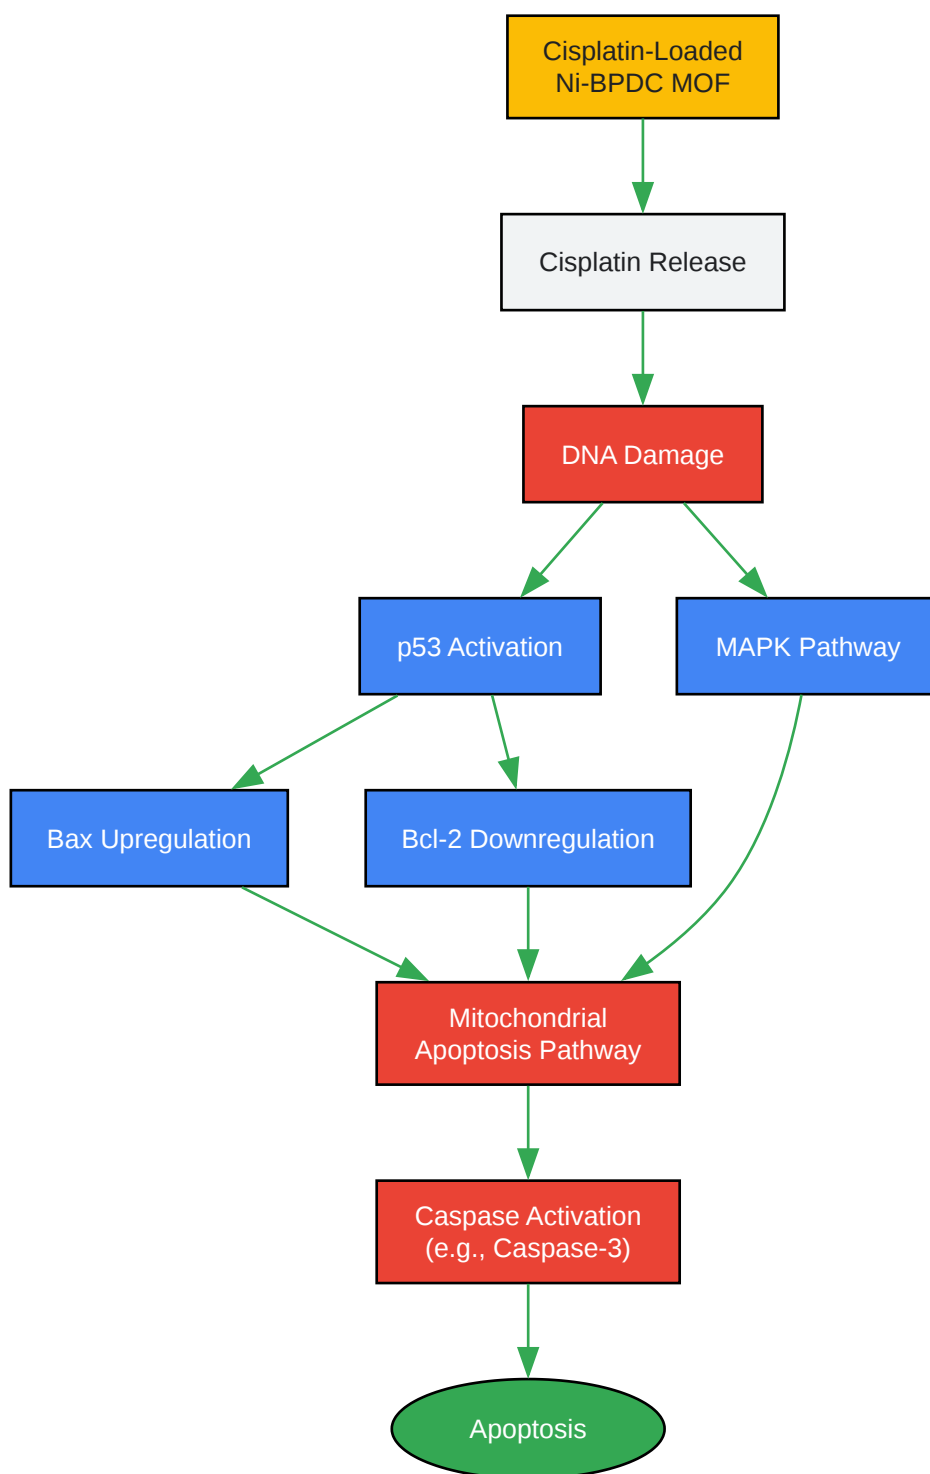 Cisplatin-Loaded
Ni-BPDC MOF
Cisplatin Release
DNA Damage
p53 Activation
MAPK Pathway
Bax Upregulation
Bcl-2 Downregulation
Mitochondrial
Apoptosis Pathway
Caspase Activation
(e.g., Caspase-3)
Apoptosis